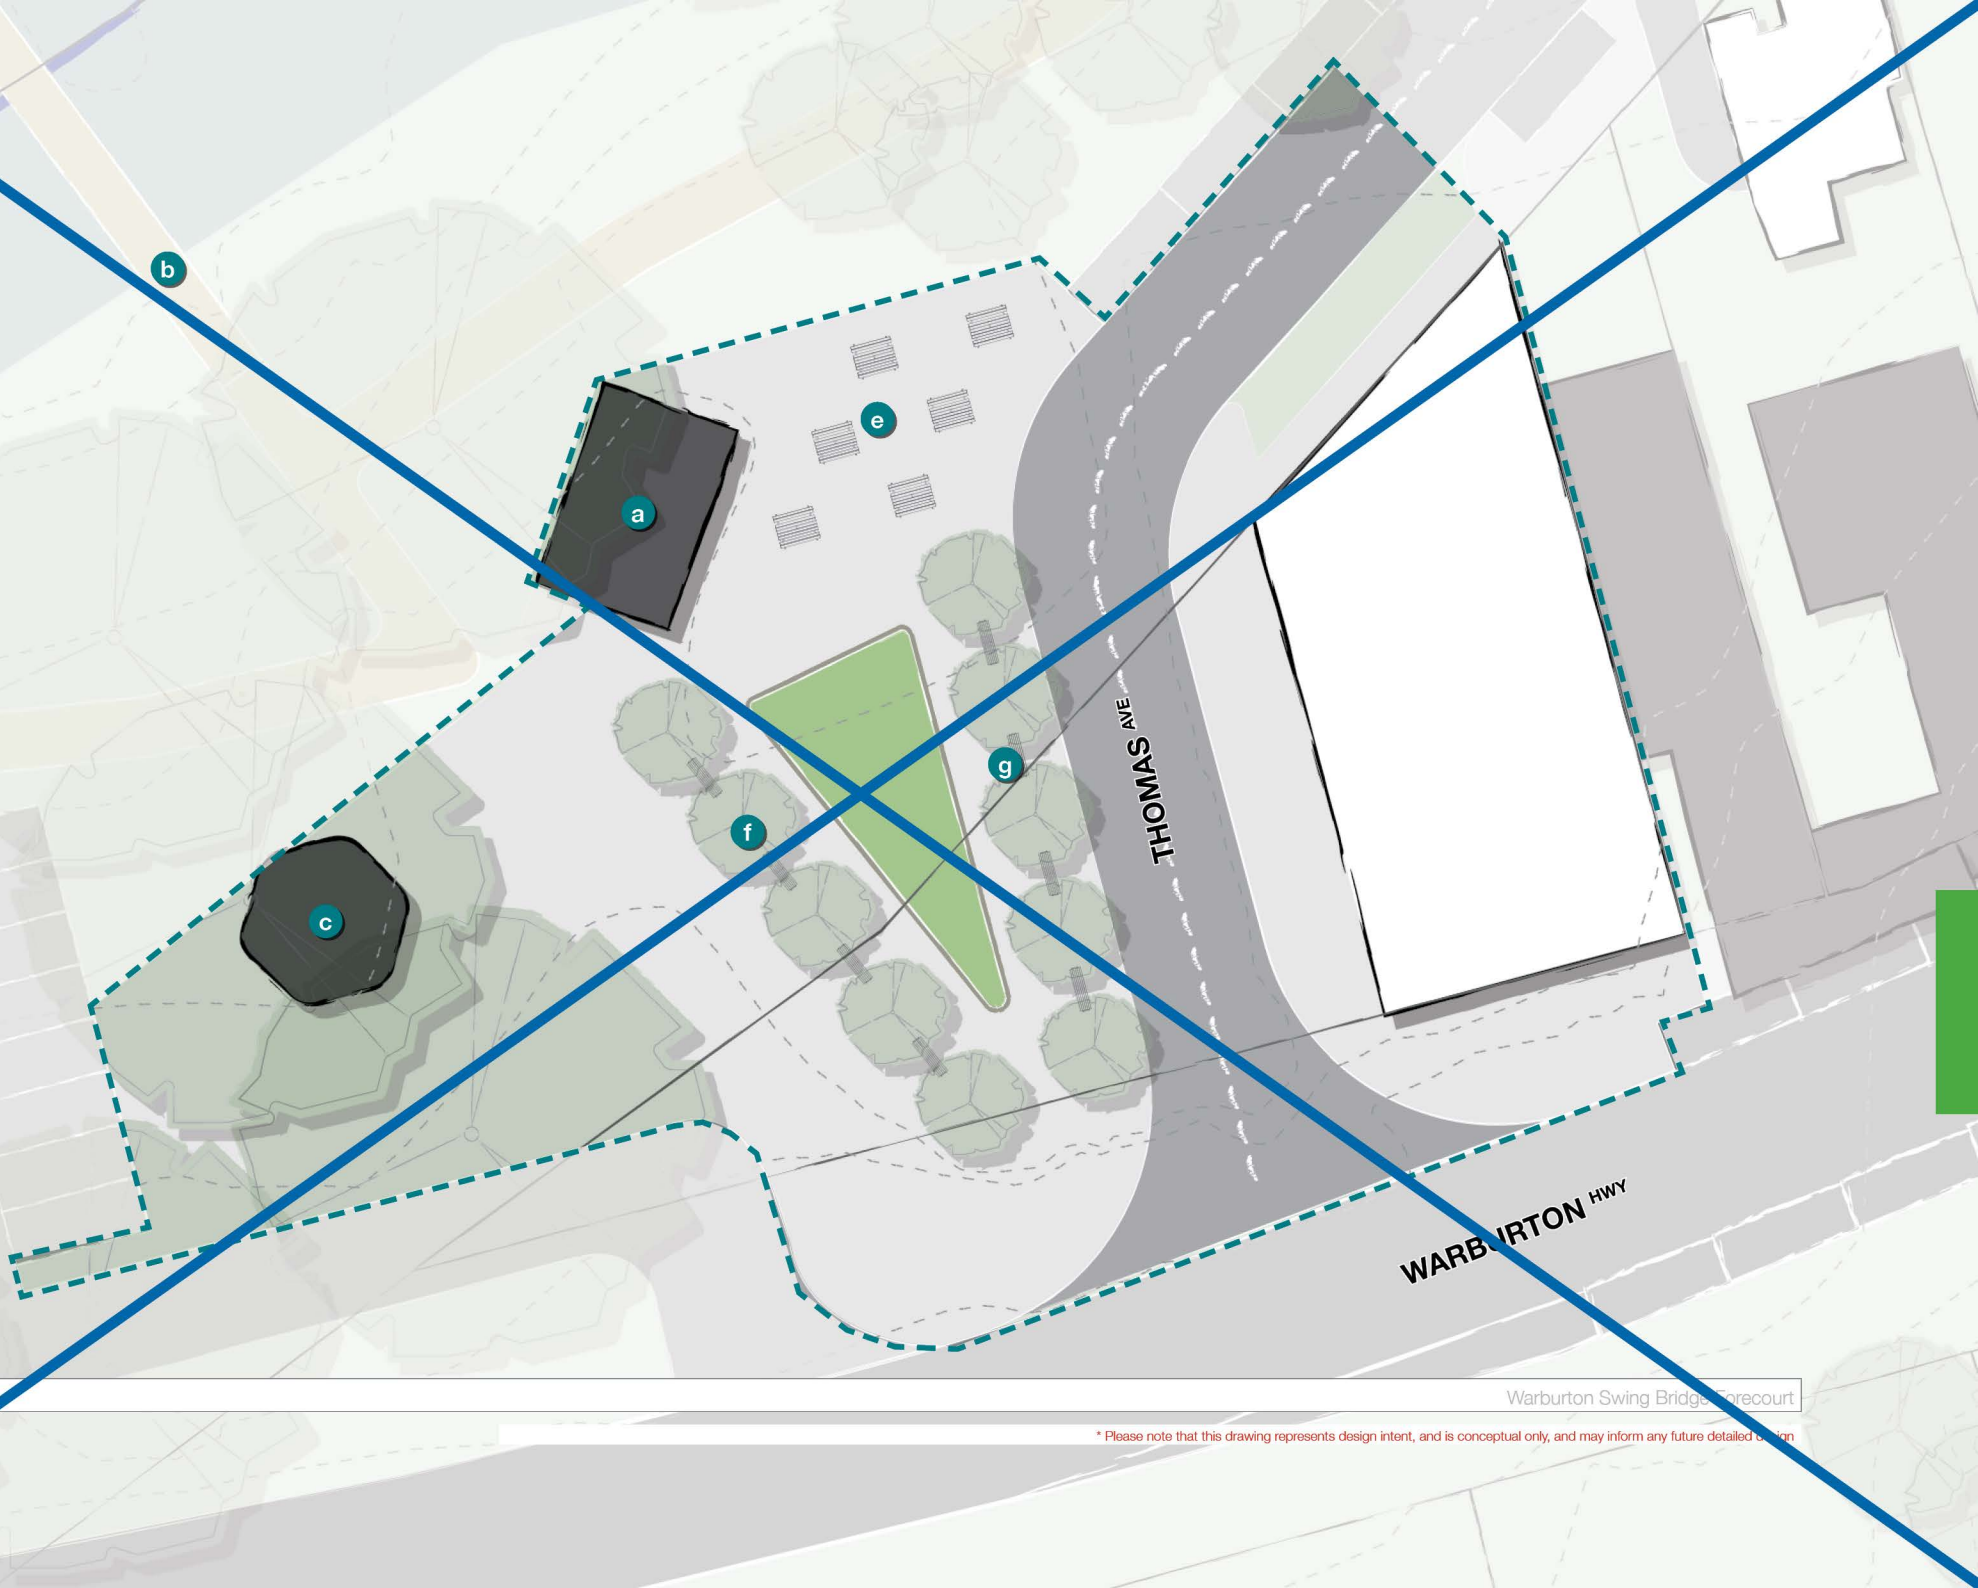 b
e
a
THOMAS AVE
g
f
c
WARBURTON HWY
Warburton Swing Bridge Forecourt
* Please note that this drawing represents design intent, and is conceptual only, and may inform any future detailed design